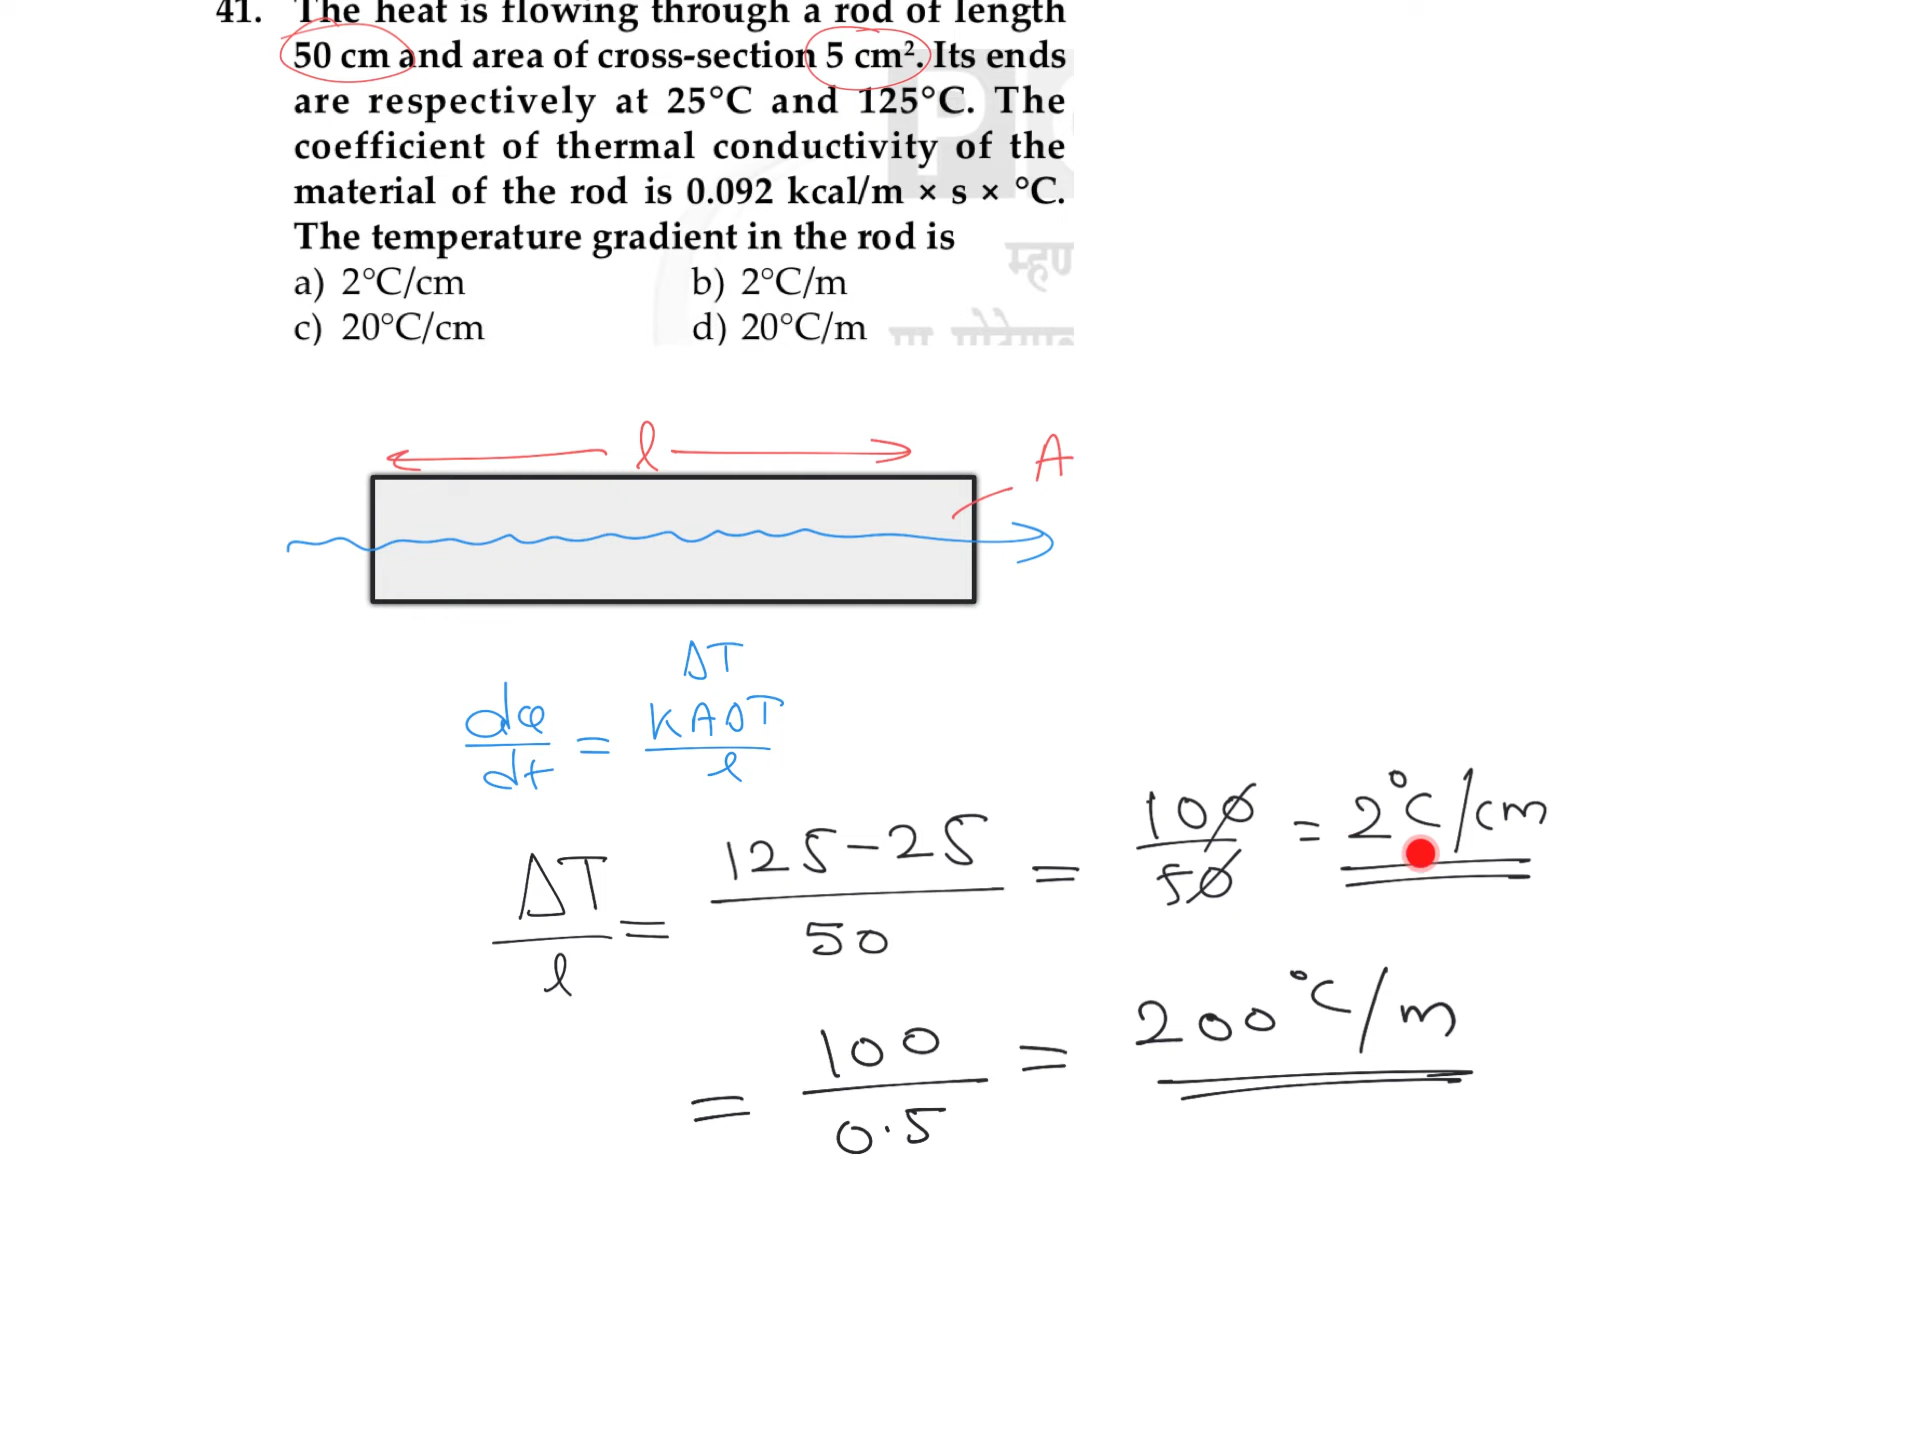 41. The heat is flowing through a rod of length
50 cm and area of cross-section 5 cm². Its ends
are respectively at 25°C and 125°C. The
coefficient of thermal conductivity of the
material of the rod is 0.092 kcal/m × s × °C.
The temperature gradient in the rod is
a) 2°C/cm b) 2°C/m
c) 20°C/cm d) 20°C/m
l
A
ΔT
dQ/dt = KAΔT/l
ΔT/l = 125-25/50 = 100/50 = 2°C/cm
= 100/0.5 = 200°C/m